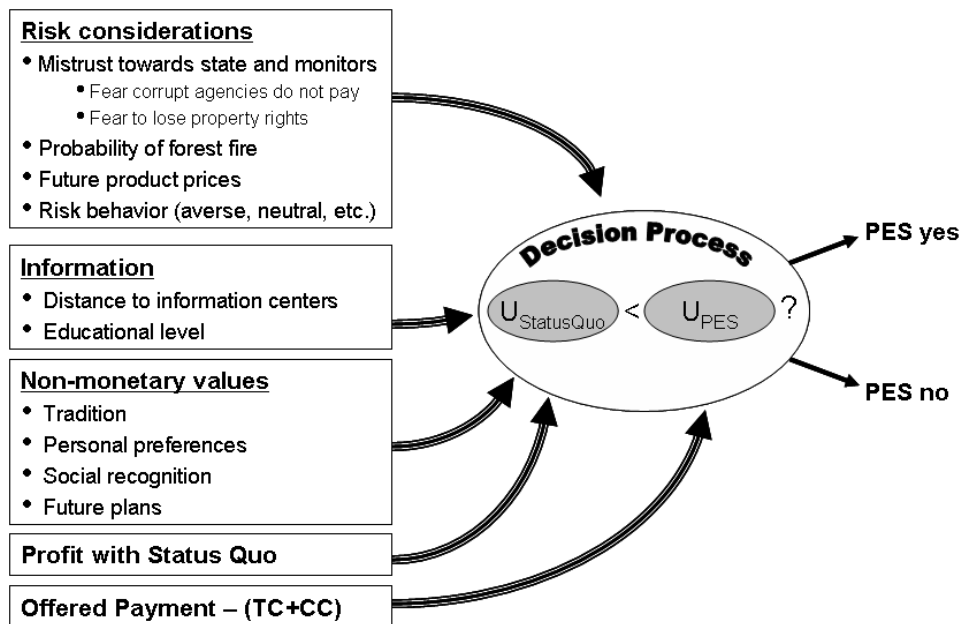 Risk considerations
• Mistrust towards state and monitors
• Fear corrupt agencies do not pay
• Fear to lose property rights
• Probability of forest fire
• Future product prices
• Risk behavior (averse, neutral, etc.)
Information
• Distance to information centers
• Educational level
Non-monetary values
• Tradition
• Personal preferences
• Social recognition
• Future plans
Profit with Status Quo
Offered Payment – (TC+CC)
Decision Process
U StatusQuo < U PES ?
PES yes
PES no